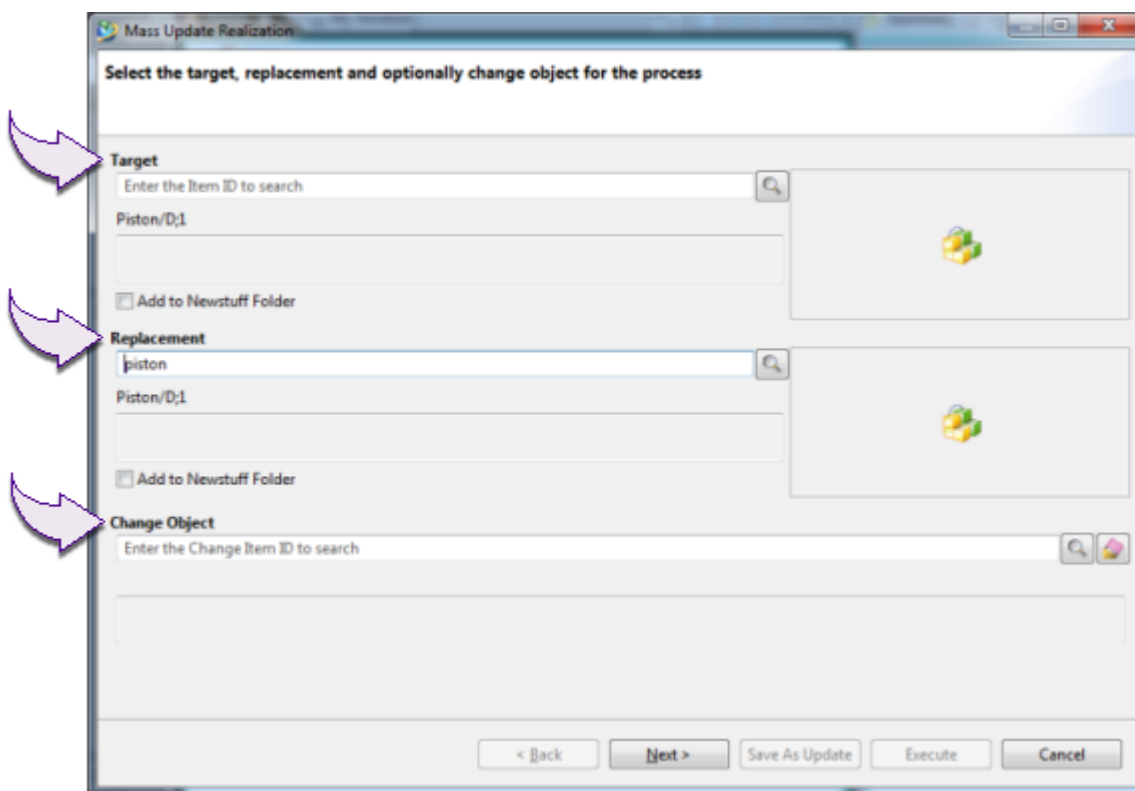 Mass Update Realization
Select the target, replacement and optionally change object for the process
Target
Enter the Item ID to search
Piston/D;1
Add to Newstuff Folder
Replacement
piston
Piston/D;1
Add to Newstuff Folder
Change Object
Enter the Change Item ID to search
< Back Next > Save As Update Execute Cancel